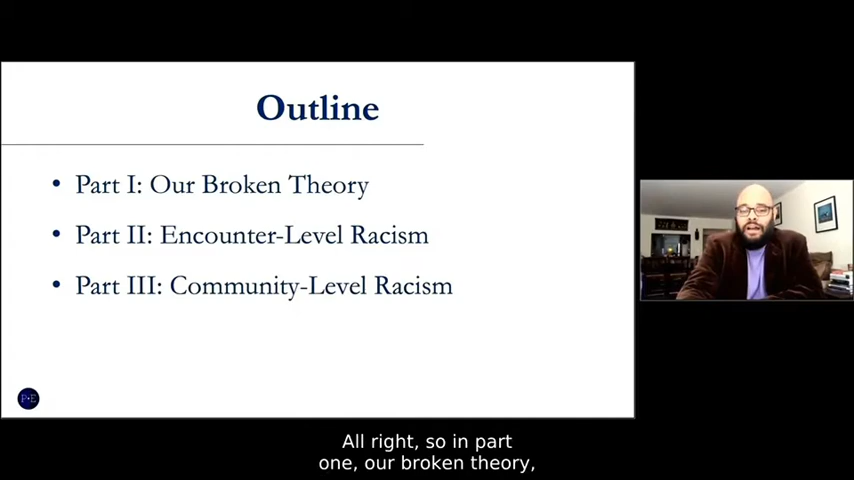 Outline
• Part I: Our Broken Theory
• Part II: Encounter-Level Racism
• Part III: Community-Level Racism
P•E
All right, so in part
one, our broken theory,